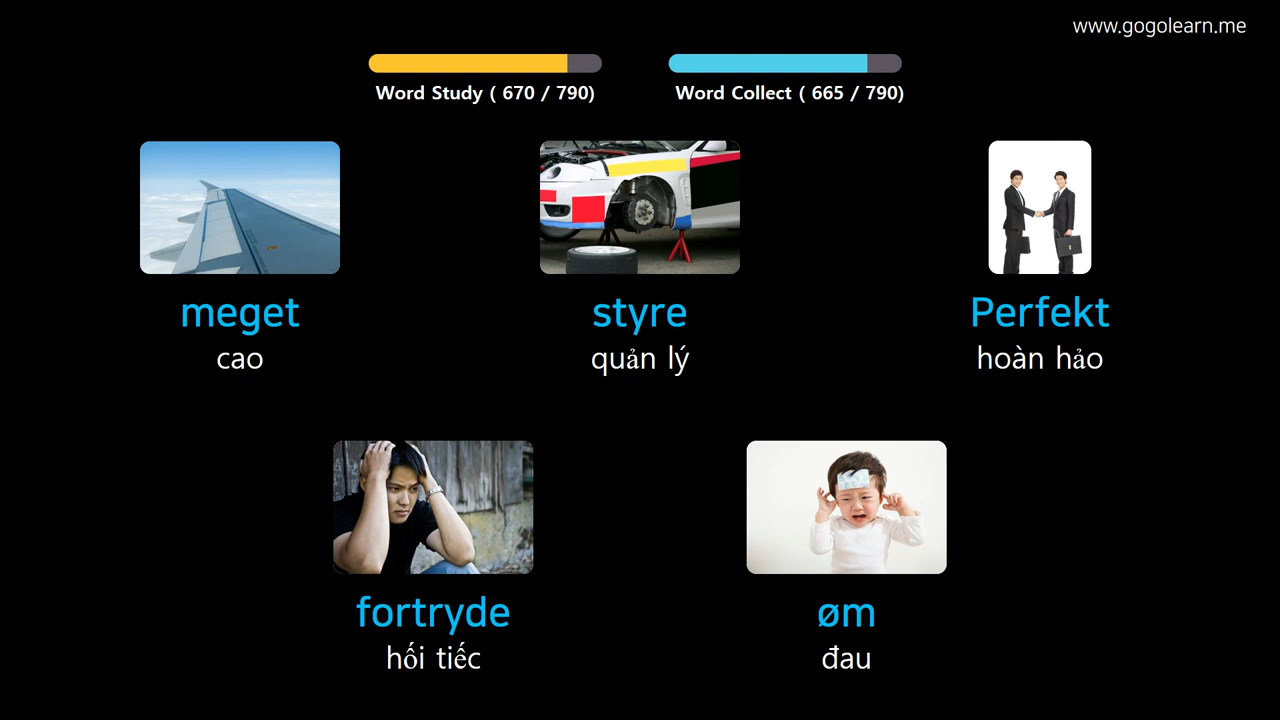 www.gogolearn.me
Word Study ( 670 / 790)
Word Collect ( 665 / 790)
meget
cao
styre
quản lý
Perfekt
hoàn hảo
fortryde
hối tiếc
øm
đau